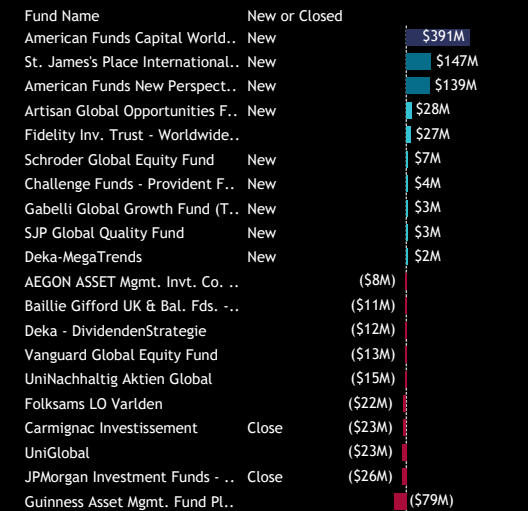 Fund Name New or Closed
American Funds Capital World.. New $391M
St. James's Place International.. New $147M
American Funds New Perspect.. New $139M
Artisan Global Opportunities F.. New $28M
Fidelity Inv. Trust - Worldwide.. $27M
Schroder Global Equity Fund New $7M
Challenge Funds - Provident F.. New $4M
Gabelli Global Growth Fund (T.. New $3M
SJP Global Quality Fund New $3M
Deka-MegaTrends New $2M
AEGON ASSET Mgmt. Invt. Co. .. ($8M)
Baillie Gifford UK & Bal. Fds. -.. ($11M)
Deka - DividendenStrategie ($12M)
Vanguard Global Equity Fund ($13M)
UniNachhaltig Aktien Global ($15M)
Folksams LO Varlden ($22M)
Carmignac Investissement Close ($23M)
UniGlobal ($23M)
JPMorgan Investment Funds - .. Close ($26M)
Guinness Asset Mgmt. Fund Pl.. ($79M)